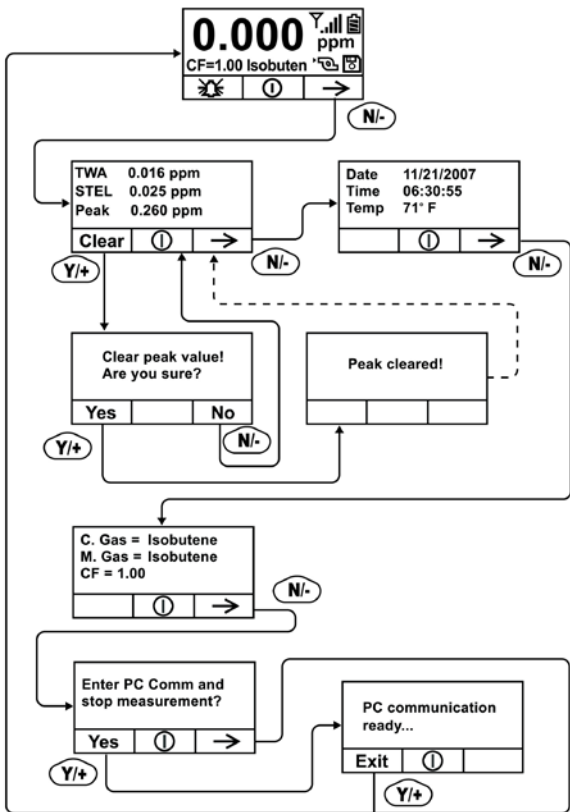 0.000
ppm
CF=1.00 Isobuten
N/-
TWA 0.016 ppm
STEL 0.025 ppm
Peak 0.260 ppm
Clear
N/-
Y/+
Date 11/21/2007
Time 06:30:55
Temp 71° F
N/-
Clear peak value!
Are you sure?
Yes No
Y/+
N/-
Peak cleared!
C. Gas = Isobutene
M. Gas = Isobutene
CF = 1.00
N/-
Enter PC Comm and
stop measurement?
Yes
Y/+
PC communication
ready...
Exit
Y/+